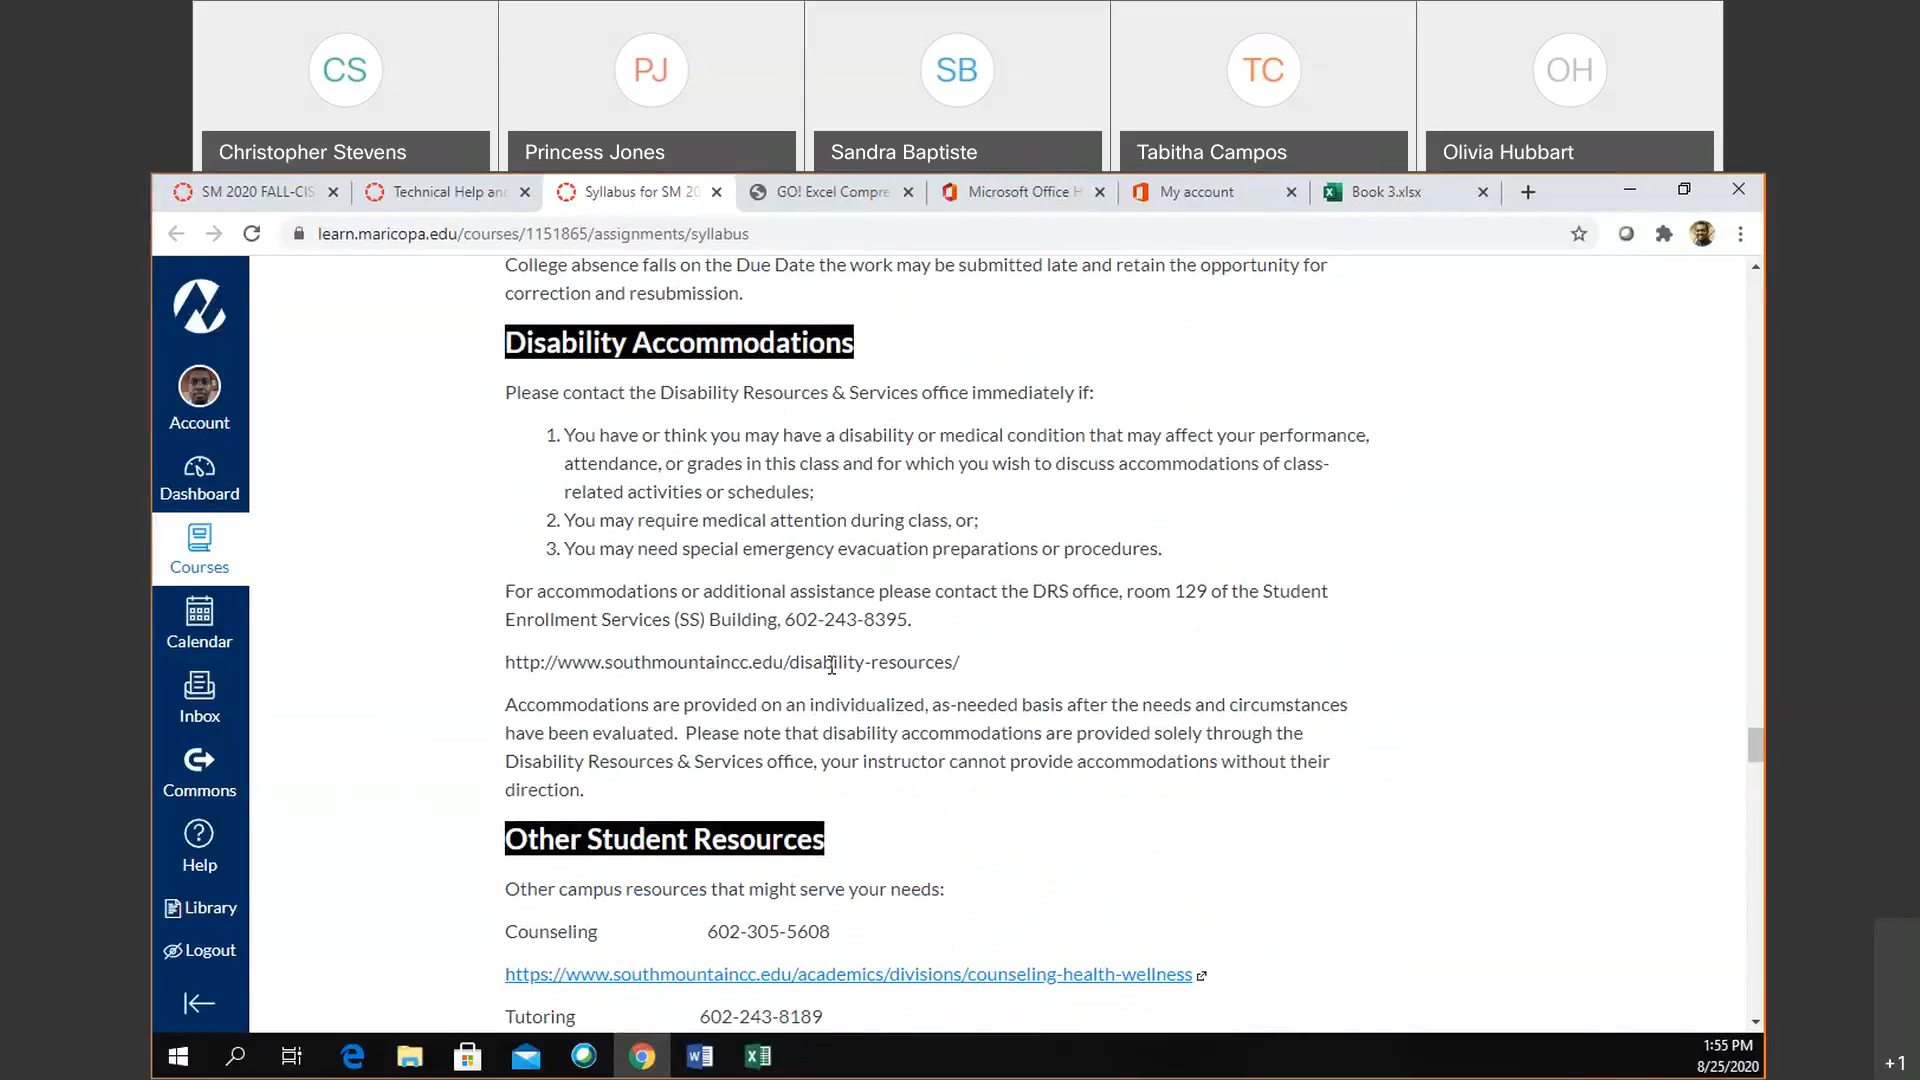 CS PJ SB TC OH
Christopher Stevens Princess Jones Sandra Baptiste Tabitha Campos Olivia Hubbart
SM 2020 FALL-CIS Technical Help and Syllabus for SM 20 GO! Excel Compre Microsoft Office H My account Book 3.xlsx
learn.maricopa.edu/courses/1151865/assignments/syllabus
College absence falls on the Due Date the work may be submitted late and retain the opportunity for
correction and resubmission.
Disability Accommodations
Please contact the Disability Resources & Services office immediately if:
1. You have or think you may have a disability or medical condition that may affect your performance,
attendance, or grades in this class and for which you wish to discuss accommodations of class-
related activities or schedules;
2. You may require medical attention during class, or;
3. You may need special emergency evacuation preparations or procedures.
For accommodations or additional assistance please contact the DRS office, room 129 of the Student
Enrollment Services (SS) Building, 602-243-8395.
http://www.southmountaincc.edu/disability-resources/
Accommodations are provided on an individualized, as-needed basis after the needs and circumstances
have been evaluated. Please note that disability accommodations are provided solely through the
Disability Resources & Services office, your instructor cannot provide accommodations without their
direction.
Other Student Resources
Other campus resources that might serve your needs:
Counseling 602-305-5608
https://www.southmountaincc.edu/academics/divisions/counseling-health-wellness
Tutoring 602-243-8189
Account
Dashboard
Courses
Calendar
Inbox
Commons
Help
Library
Logout
1:55 PM
8/25/2020
+1